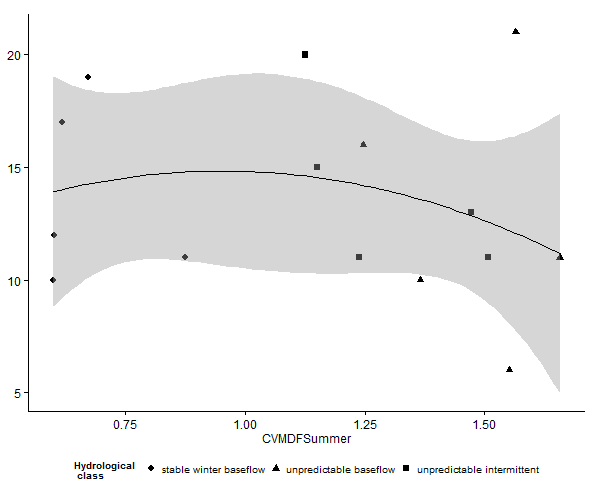 20
15
10
5
0.75 1.00 1.25 1.50
CVMDFSummer
Hydrological
class
stable winter baseflow unpredictable baseflow unpredictable intermittent